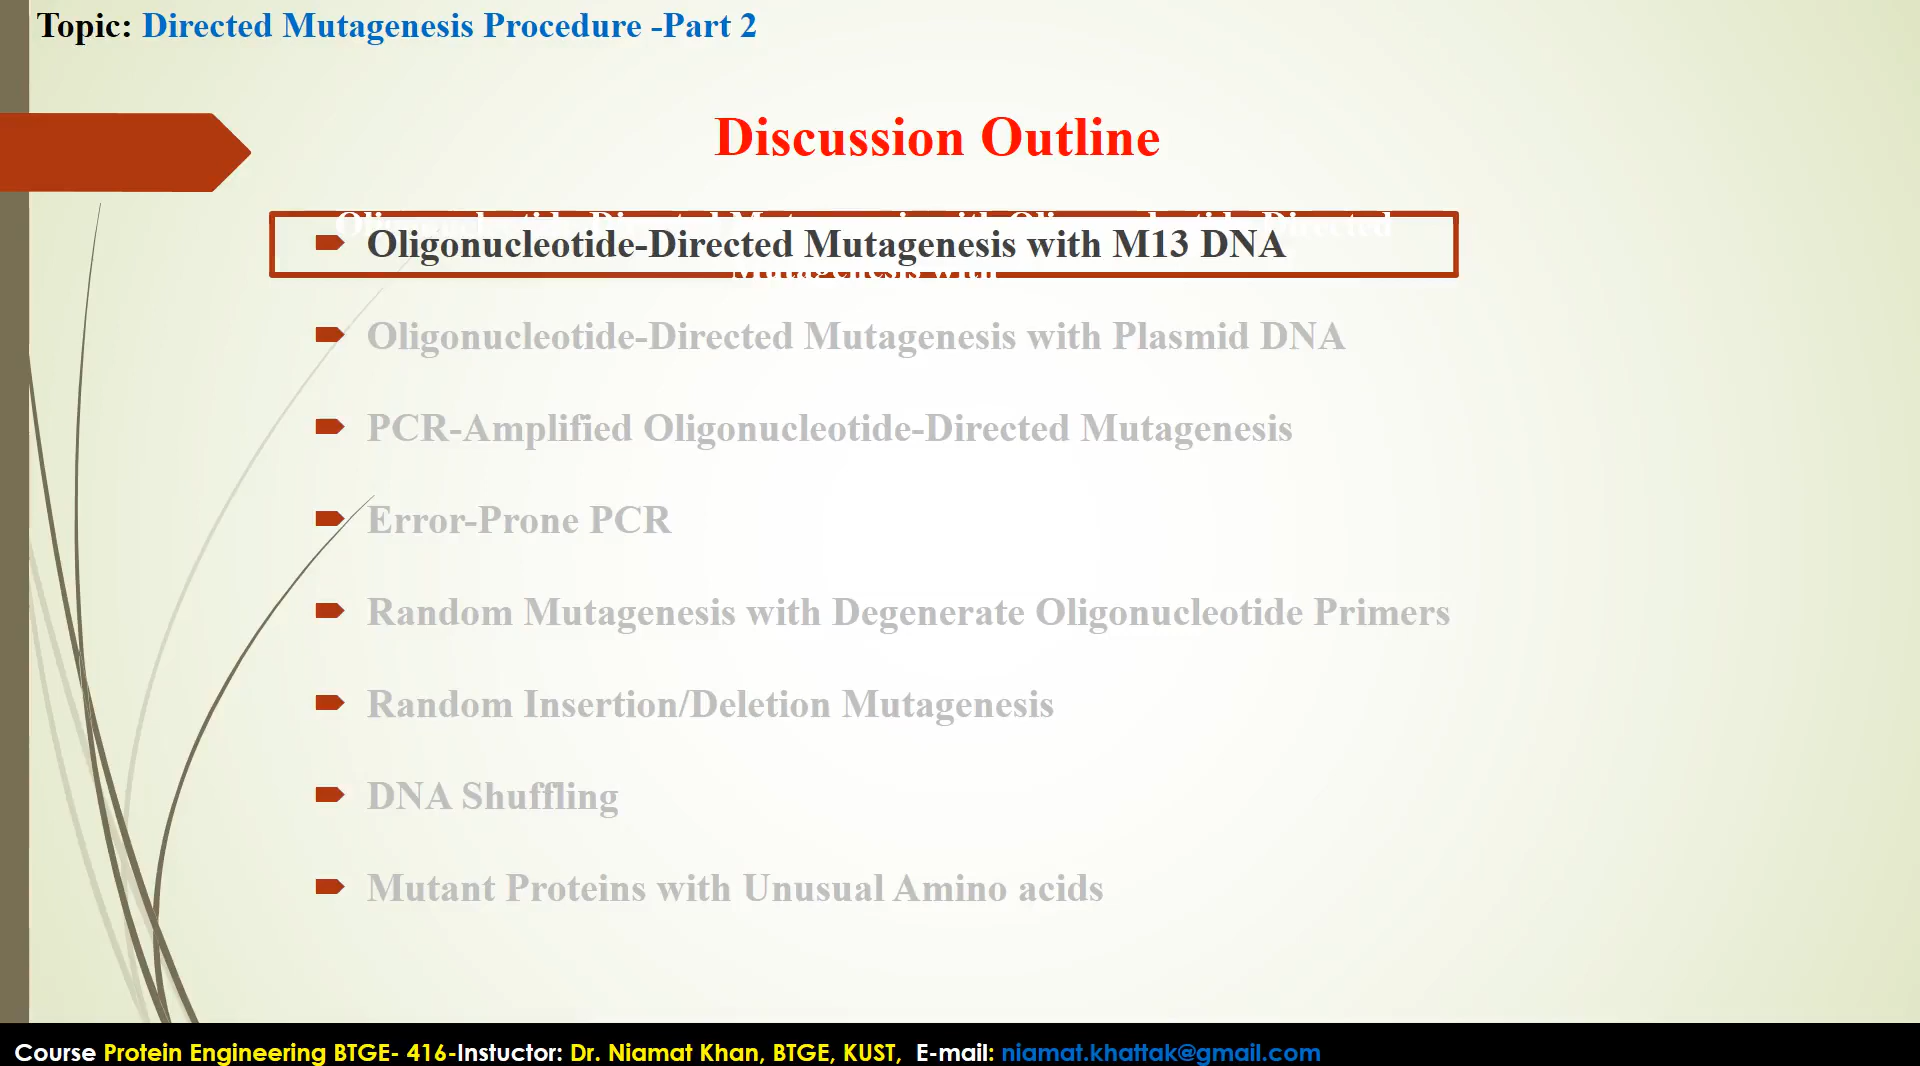 Topic: Directed Mutagenesis Procedure -Part 2
Discussion Outline
Oligonucleotide-Directed Mutagenesis with M13 DNA
Oligonucleotide-Directed Mutagenesis with Plasmid DNA
PCR-Amplified Oligonucleotide-Directed Mutagenesis
Error-Prone PCR
Random Mutagenesis with Degenerate Oligonucleotide Primers
Random Insertion/Deletion Mutagenesis
DNA Shuffling
Mutant Proteins with Unusual Amino acids
Course Protein Engineering BTGE- 416-Instuctor: Dr. Niamat Khan, BTGE, KUST, E-mail: niamat.khattak@gmail.com